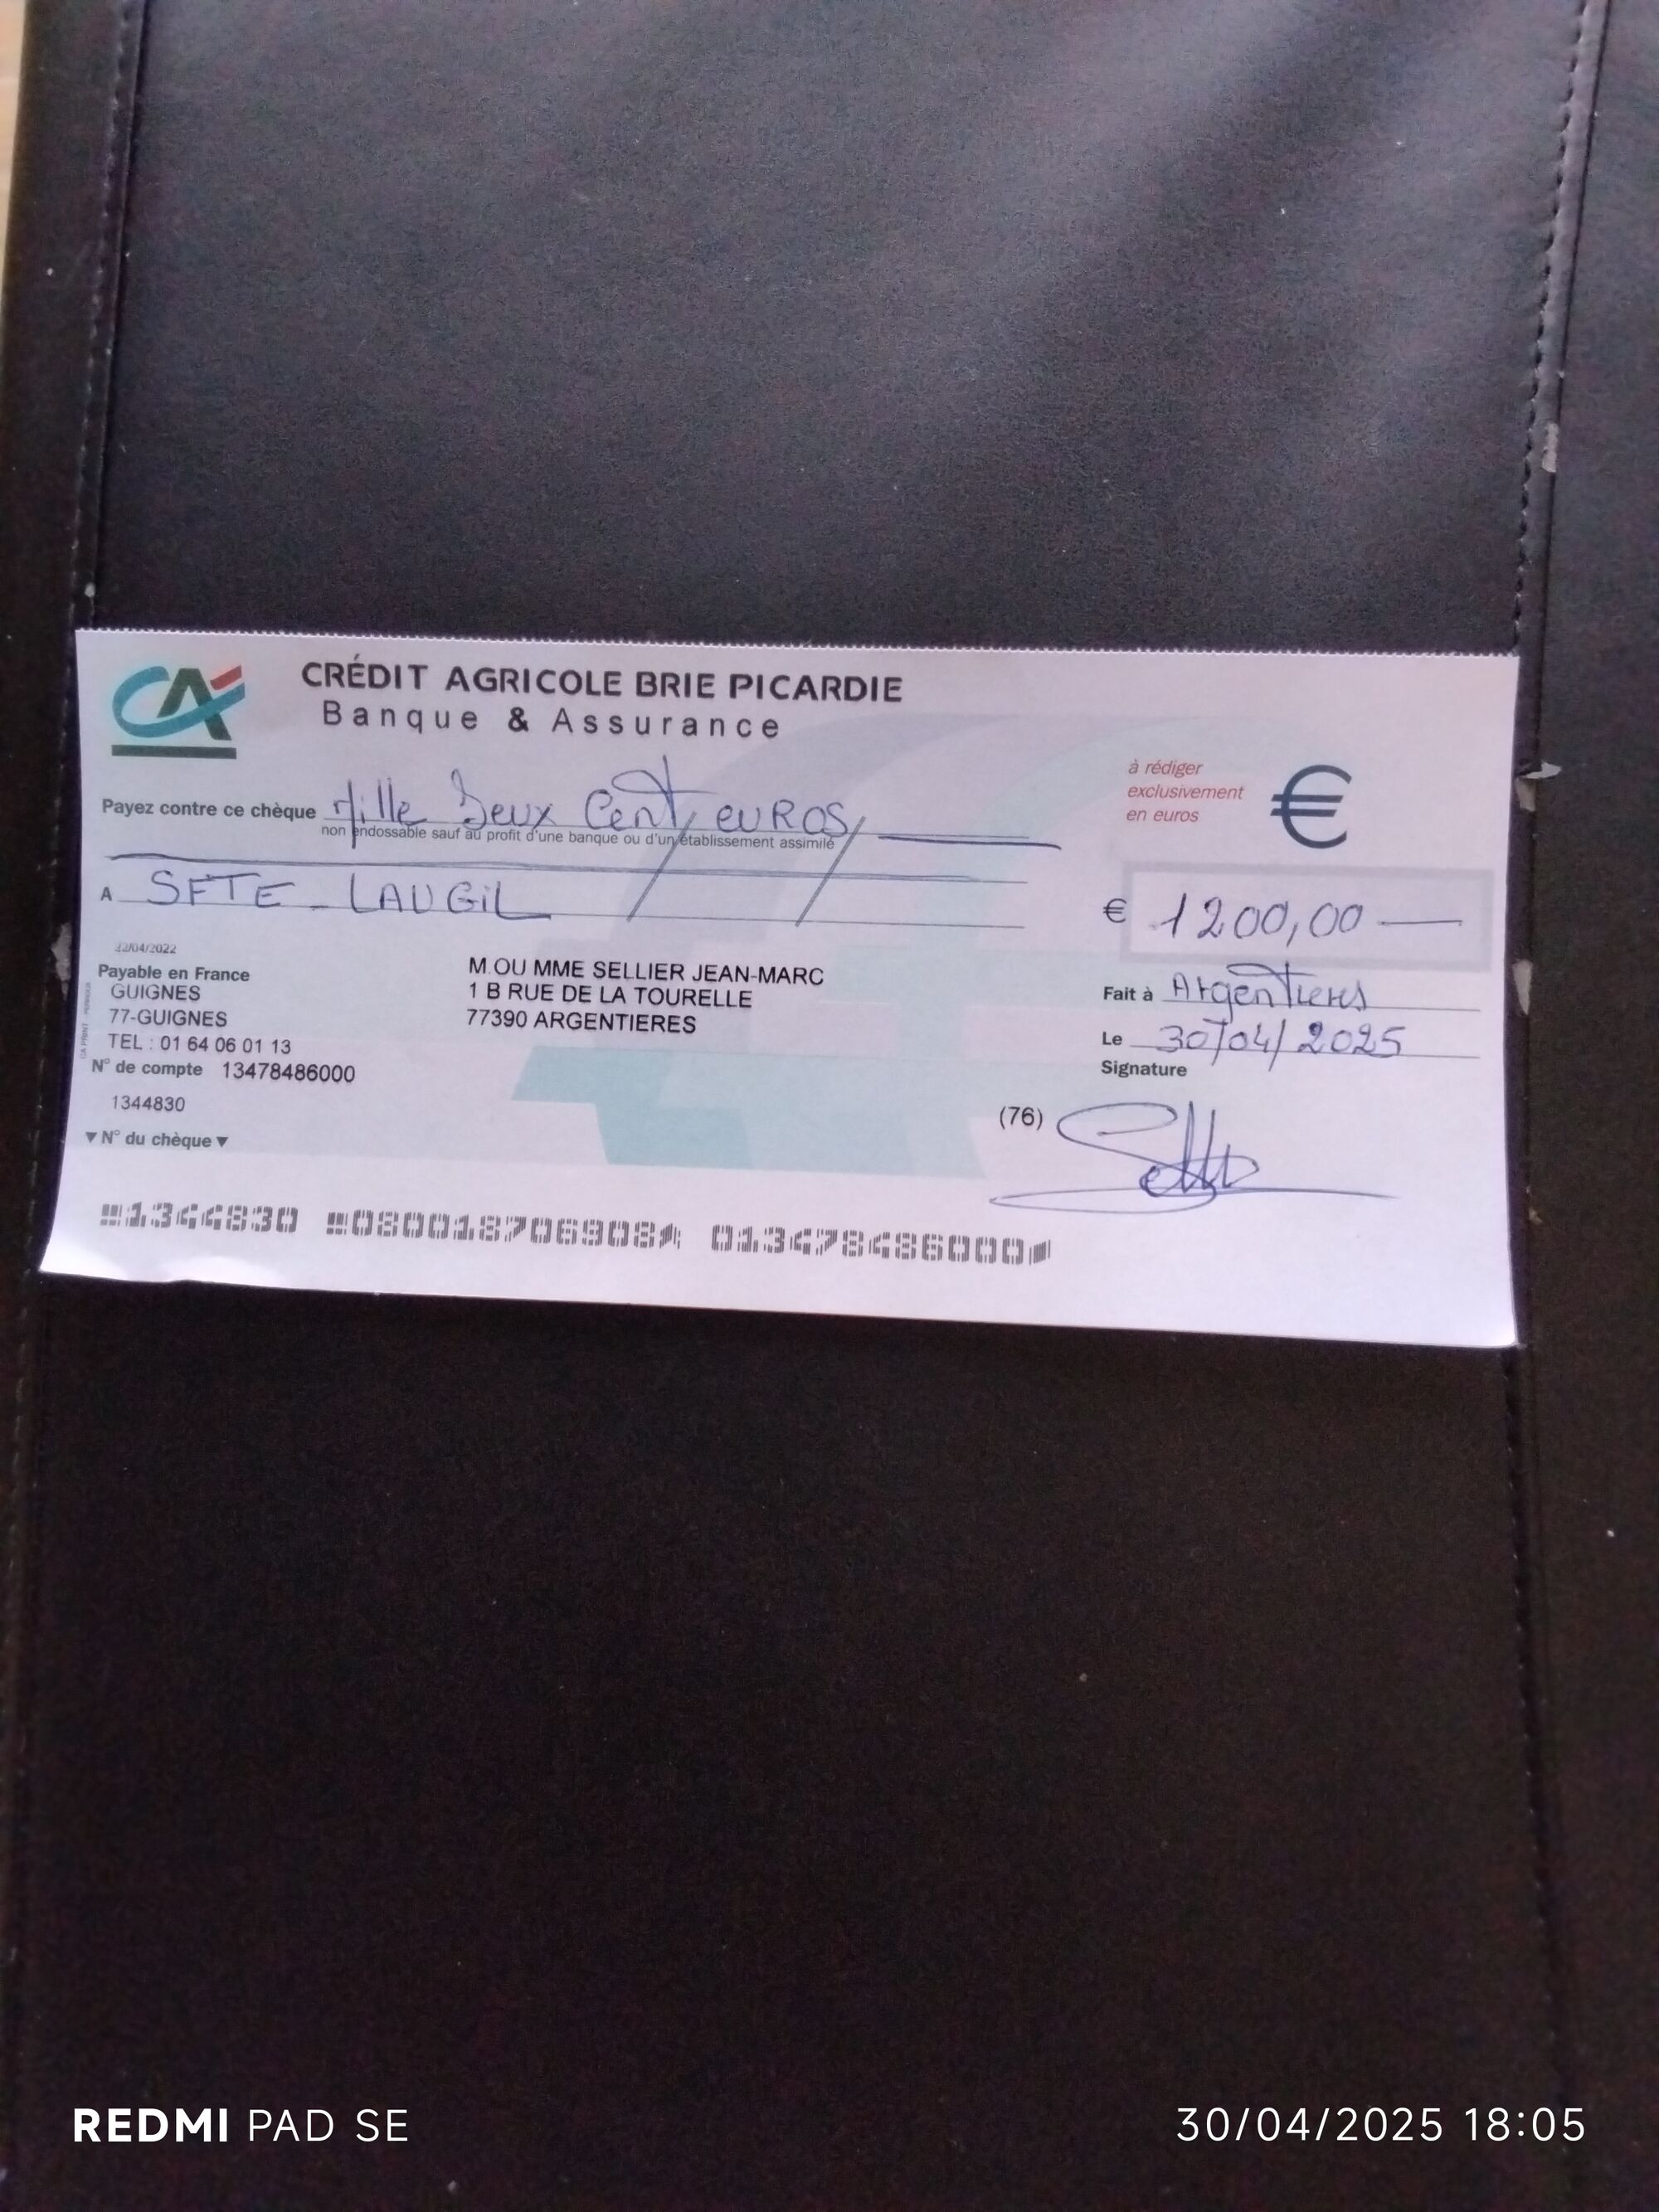 CRÉDIT AGRICOLE BRIE PICARDIE
Banque & Assurance
à rédiger
exclusivement
en euros
€
Payez contre ce chèque Mille Deux Cent euros
non endossable sauf au profit d'une banque ou d'un établissement assimilé
A SFTE - LAUGIL
€ 1200,00
22/04/2022
Payable en France
GUIGNES
77-GUIGNES
TEL : 01 64 06 01 13
N° de compte 13478486000
1344830
N° du chèque
M.OU MME SELLIER JEAN-MARC
1 B RUE DE LA TOURELLE
77390 ARGENTIERES
Fait à Argentieres
Le 30/04/2025
Signature
(76)
1344830 080018706908 013478486000
REDMI PAD SE
30/04/2025 18:05